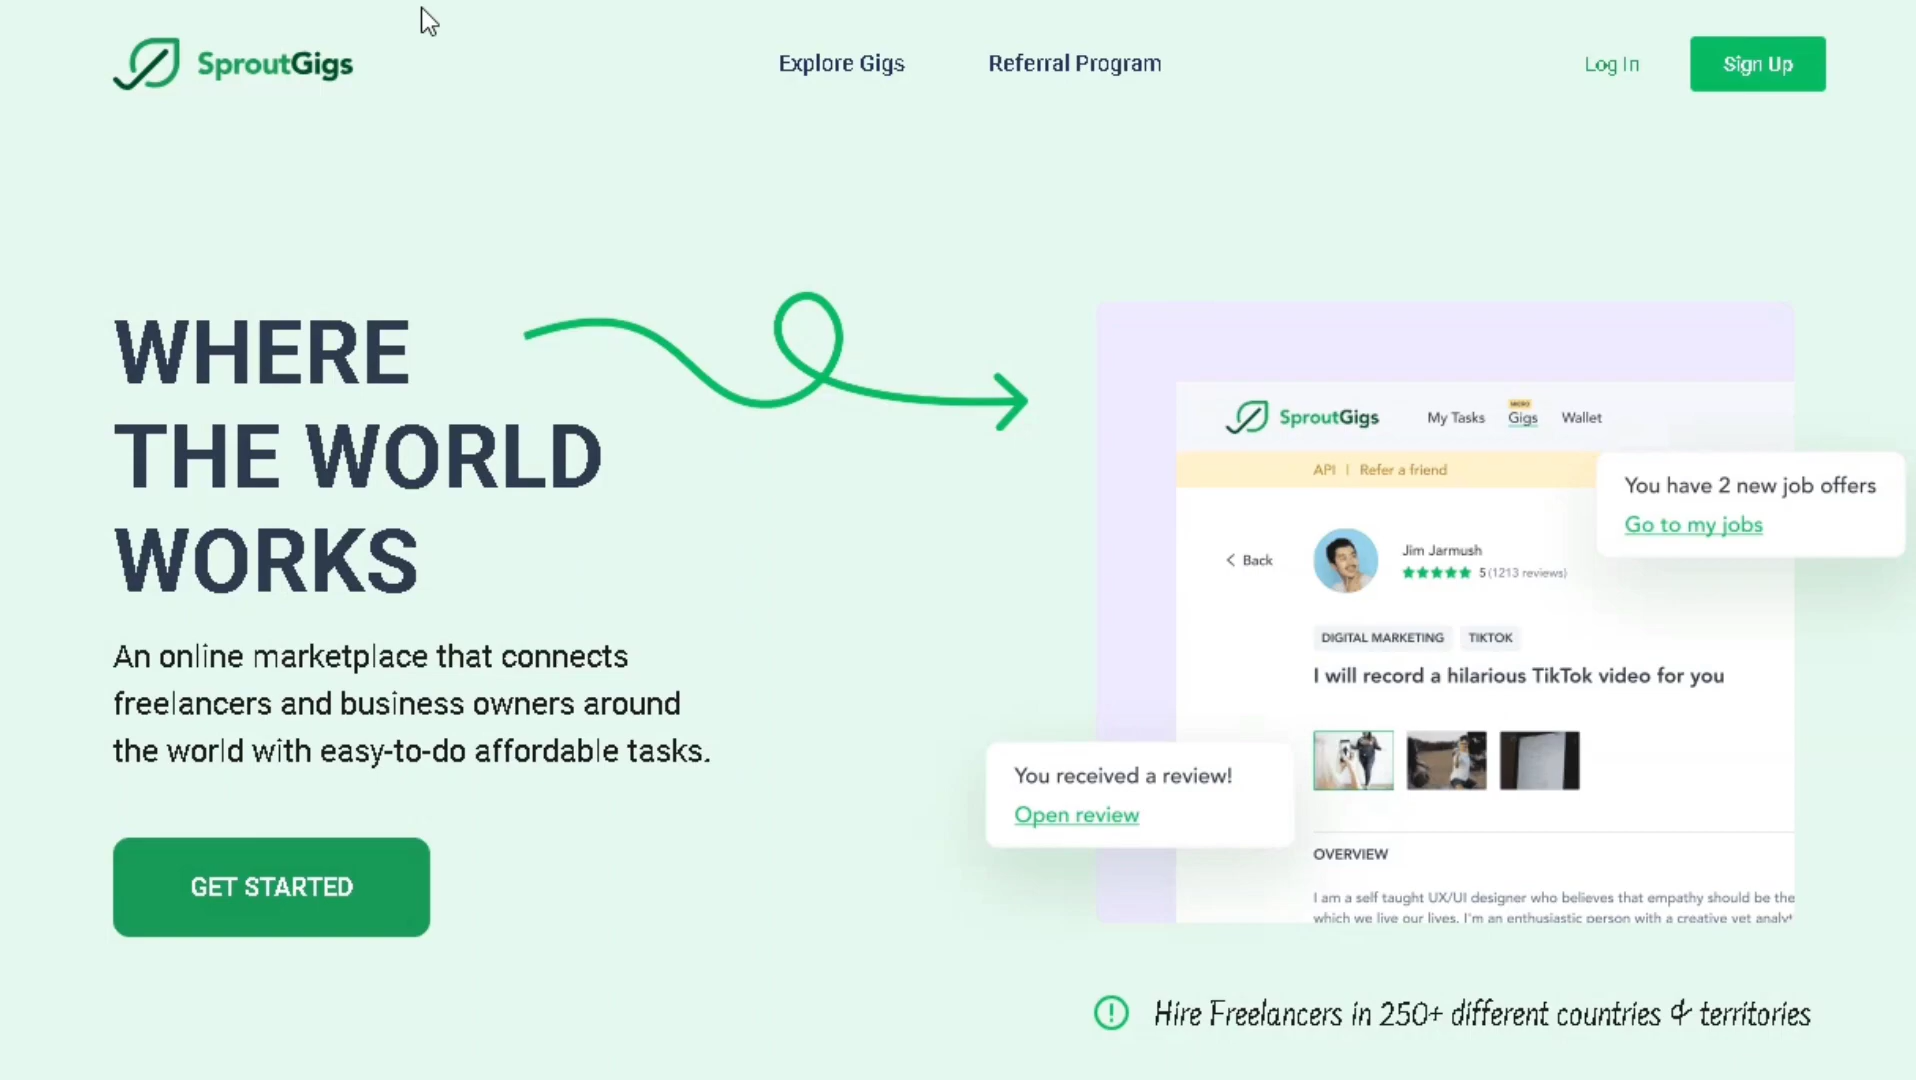 SproutGigs
Explore Gigs
Referral Program
Log In
Sign Up
WHERE
THE WORLD
WORKS
An online marketplace that connects
freelancers and business owners around
the world with easy-to-do affordable tasks.
GET STARTED
SproutGigs
My Tasks
MICRO
Gigs
Wallet
API | Refer a friend
You have 2 new job offers
Go to my jobs
< Back
Jim Jarmush
5 (1213 reviews)
DIGITAL MARKETING
TIKTOK
I will record a hilarious TikTok video for you
You received a review!
Open review
OVERVIEW
I am a self taught UX/UI designer who believes that empathy should be the
which we live our lives. I'm an enthusiastic person with a creative yet analyt
Hire Freelancers in 250+ different countries & territories